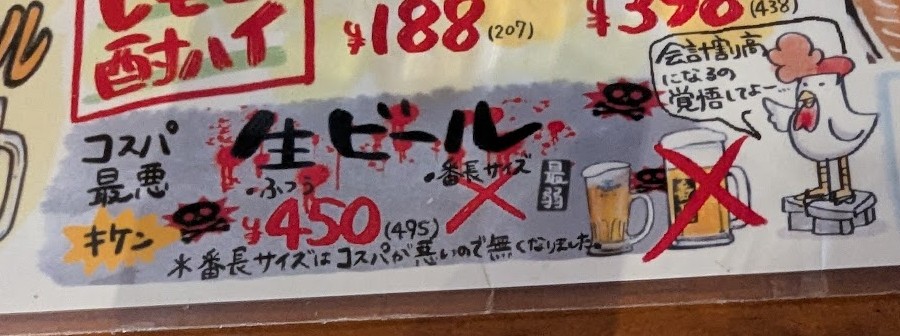 ¥188(207)
¥398(438)
酎ハイ
会計割高
になるの
覚悟してよー
コスパ
最悪
キケン
生ビール
・ふつう
・番長サイズ
¥450(495)
最弱
*番長サイズはコスパが悪いので無くなりました。